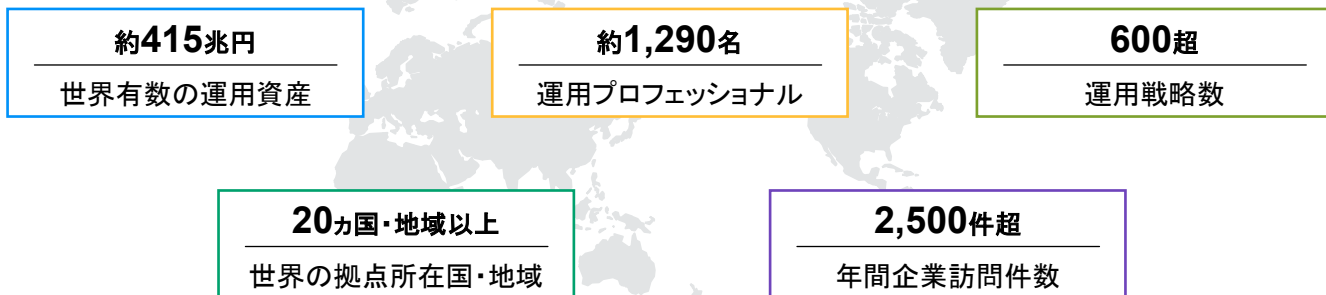 約415兆円
世界有数の運用資産
約1,290名
運用プロフェッショナル
600超
運用戦略数
20ヵ国・地域以上
世界の拠点所在国・地域
2,500件超
年間企業訪問件数